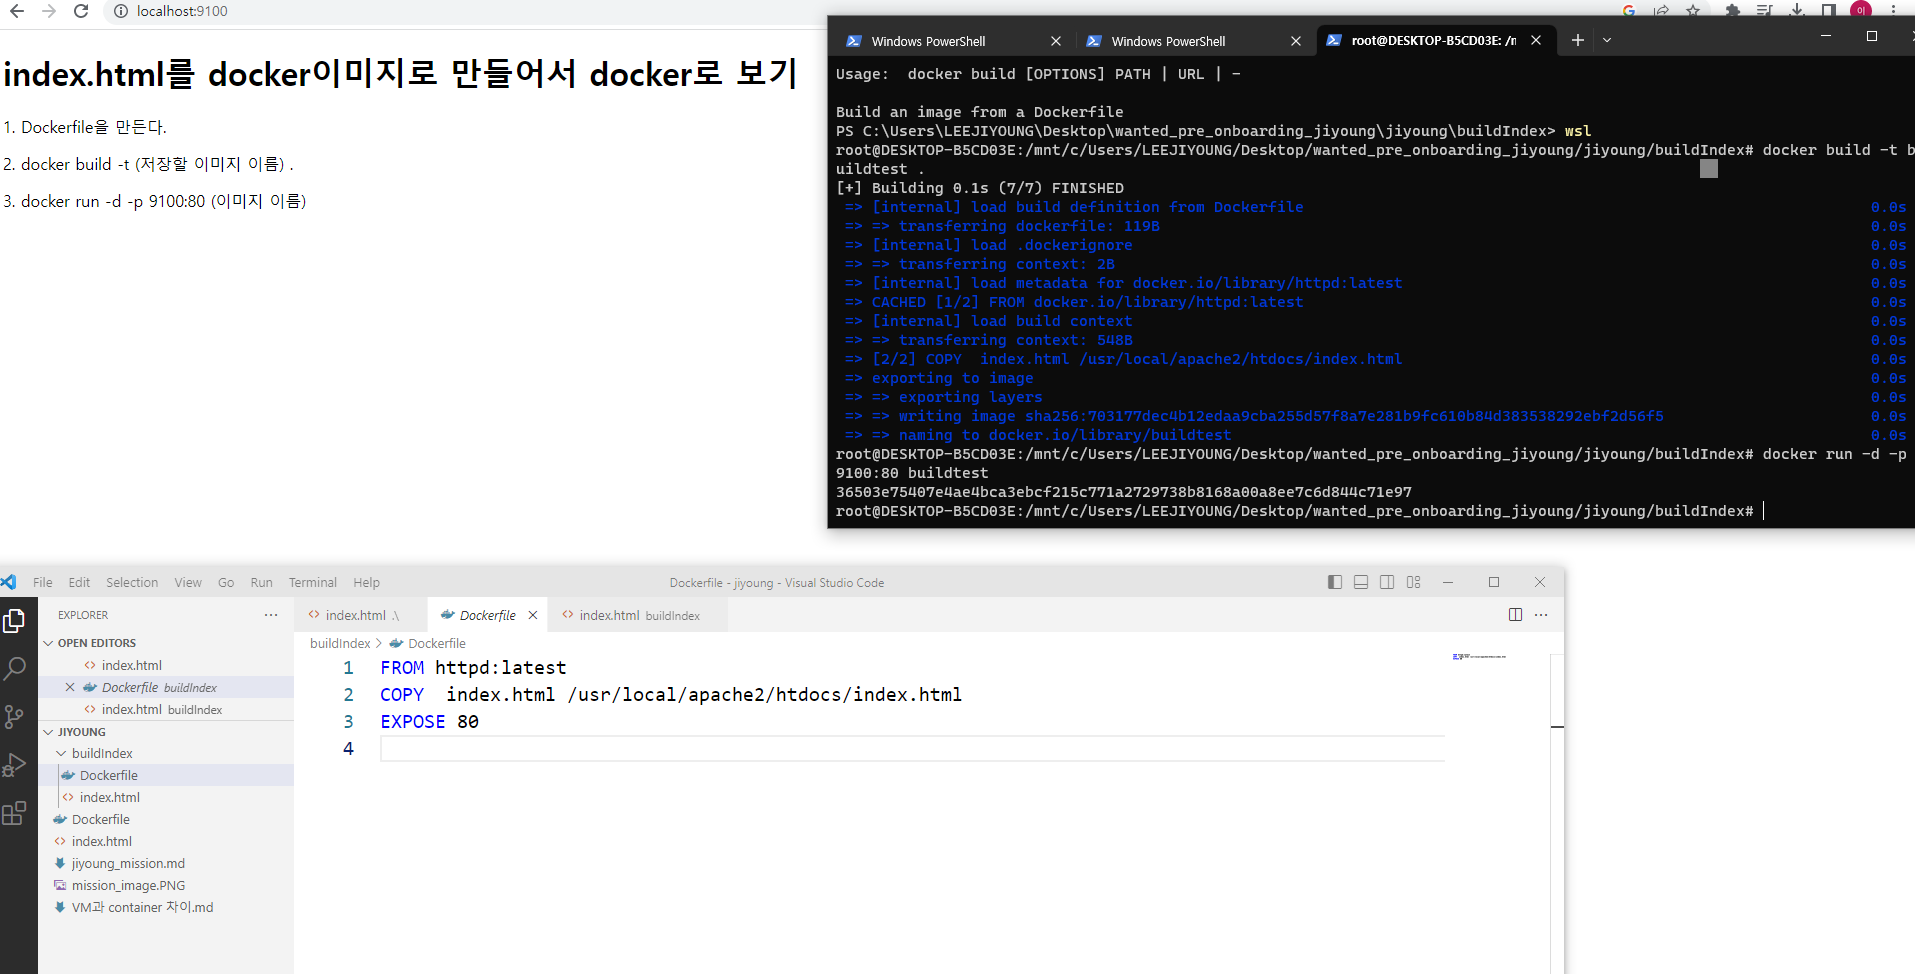 localhost:9100
index.html를 docker이미지로 만들어서 docker로 보기
1. Dockerfile을 만든다.
2. docker build -t (저장할 이미지 이름) .
3. docker run -d -p 9100:80 (이미지 이름)
이
Windows PowerShell
Windows PowerShell
root@DESKTOP-B5CD03E: /n
Usage:  docker build [OPTIONS] PATH | URL | -
Build an image from a Dockerfile
PS C:\Users\LEEJIYOUNG\Desktop\wanted_pre_onboarding_jiyoung\jiyoung\buildIndex> wsl
root@DESKTOP-B5CD03E:/mnt/c/Users/LEEJIYOUNG/Desktop/wanted_pre_onboarding_jiyoung/jiyoung/buildIndex# docker build -t b
uildtest .
[+] Building 0.1s (7/7) FINISHED
=> [internal] load build definition from Dockerfile 0.0s
=> => transferring dockerfile: 119B 0.0s
=> [internal] load .dockerignore 0.0s
=> => transferring context: 2B 0.0s
=> [internal] load metadata for docker.io/library/httpd:latest 0.0s
=> CACHED [1/2] FROM docker.io/library/httpd:latest 0.0s
=> [internal] load build context 0.0s
=> => transferring context: 548B 0.0s
=> [2/2] COPY  index.html /usr/local/apache2/htdocs/index.html 0.0s
=> exporting to image 0.0s
=> => exporting layers 0.0s
=> => writing image sha256:703177dec4b12edaa9cba255d57f8a7e281b9fc610b84d383538292ebf2d56f5 0.0s
=> => naming to docker.io/library/buildtest 0.0s
root@DESKTOP-B5CD03E:/mnt/c/Users/LEEJIYOUNG/Desktop/wanted_pre_onboarding_jiyoung/jiyoung/buildIndex# docker run -d -p
9100:80 buildtest
36503e75407e4ae4bca3ebcf215c771a2729738b8168a00a8ee7c6d844c71e97
root@DESKTOP-B5CD03E:/mnt/c/Users/LEEJIYOUNG/Desktop/wanted_pre_onboarding_jiyoung/jiyoung/buildIndex#
File Edit Selection View Go Run Terminal Help
Dockerfile - jiyoung - Visual Studio Code
EXPLORER
OPEN EDITORS
index.html
Dockerfile buildIndex
index.html buildIndex
JIYOUNG
buildIndex
Dockerfile
index.html
Dockerfile
index.html
jiyoung_mission.md
mission_image.PNG
VM과 container 차이.md
index.html .\
Dockerfile
index.html buildIndex
buildIndex > Dockerfile
1 FROM httpd:latest
2 COPY  index.html /usr/local/apache2/htdocs/index.html
3 EXPOSE 80
4